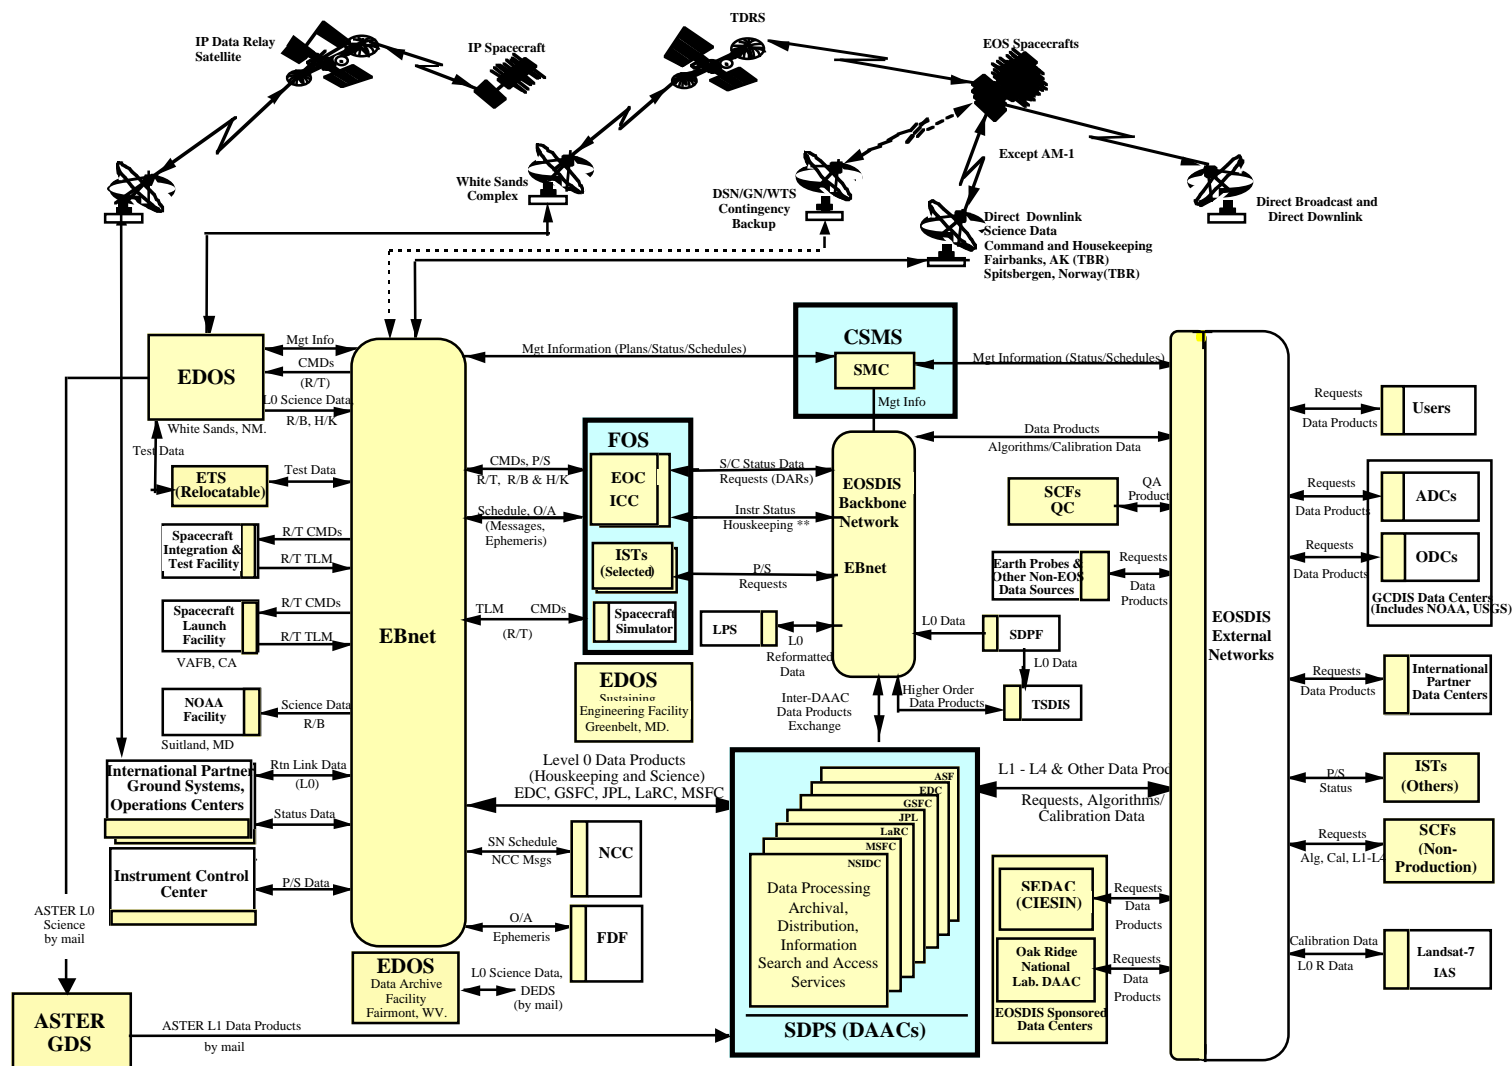 TDRS
IP Data Relay
Satellite
IP Spacecraft
EOS Spacecrafts
Except AM-1
White Sands
Complex
DSN/GN/WTS
Contingency
Backup
Direct Broadcast and
Direct Downlink
Direct Downlink
Science Data
Command and Housekeeping
Fairbanks, AK (TBR)
Spitsbergen, Norway(TBR)
EDOS
White Sands, NM.
Mgt Info
CMDs
(R/T)
L0 Science Data,
R/B, H/K
Test Data
ETS
(Relocatable)
Test Data
Spacecraft
Integration &
Test Facility
R/T CMDs
R/T TLM
Spacecraft
Launch
Facility
R/T CMDs
R/T TLM
VAFB, CA
NOAA
Facility
Science Data
R/B
Suitland, MD
International Partner
Ground Systems,
Operations Centers
Rtn Link Data
(L0)
Status Data
Instrument Control
Center
P/S Data
ASTER L0
Science
by mail
ASTER
GDS
ASTER L1 Data Products
by mail
EBnet
EDOS
Data Archive
Facility
Fairmont, WV.
L0 Science Data,
DEDS
(by mail)
Mgt Information (Plans/Status/Schedules)
CSMS
SMC
Mgt Information (Status/Schedules)
Mgt Info
FOS
EOC
ICC
ISTs
(Selected)
Spacecraft
Simulator
CMDs, P/S
R/T, R/B & H/K
Schedule, O/A
(Messages,
Ephemeris)
TLM CMDs
(R/T)
S/C Status Data
Requests (DARs)
Instr Status
Houskeeping **
P/S
Requests
EOSDIS
Backbone
Network
EBnet
Data Products
Algorithms/Calibration Data
LPS
L0
Reformatted
Data
L0 Data
SDPF
L0 Data
TSDIS
Higher Order
Data Products
Inter-DAAC
Data Products
Exchange
EDOS
Sustaining
Engineering Facility
Greenbelt, MD.
Level 0 Data Products
(Houskeeping and Science)
EDC, GSFC, JPL, LaRC, MSFC
SN Schedule
NCC Msgs
NCC
O/A
Ephemeris
FDF
ASF
EDC
GSFC
JPL
LaRC
MSFC
NSIDC
Data Processing
Archival,
Distribution,
Information
Search and Access
Services
SDPS (DAACs)
L1 - L4 & Other Data Prod
Requests, Algorithms/
Calibration Data
SCFs
QC
QA
Product
Earth Probes &
Other Non-EOS
Data Sources
Requests
Data
Products
SEDAC
(CIESIN)
Requests
Data
Products
Oak Ridge
National
Lab. DAAC
Requests
Data
Products
EOSDIS Sponsored
Data Centers
EOSDIS
External
Networks
Requests
Data Products
Users
Requests
Data Products
ADCs
Requests
Data Products
ODCs
GCDIS Data Centers
(Includes NOAA, USGS)
Requests
Data Products
International
Partner
Data Centers
P/S
Status
ISTs
(Others)
Requests
Alg, Cal, L1-L4
SCFs
(Non-
Production)
Calibration Data
L0 R Data
Landsat-7
IAS